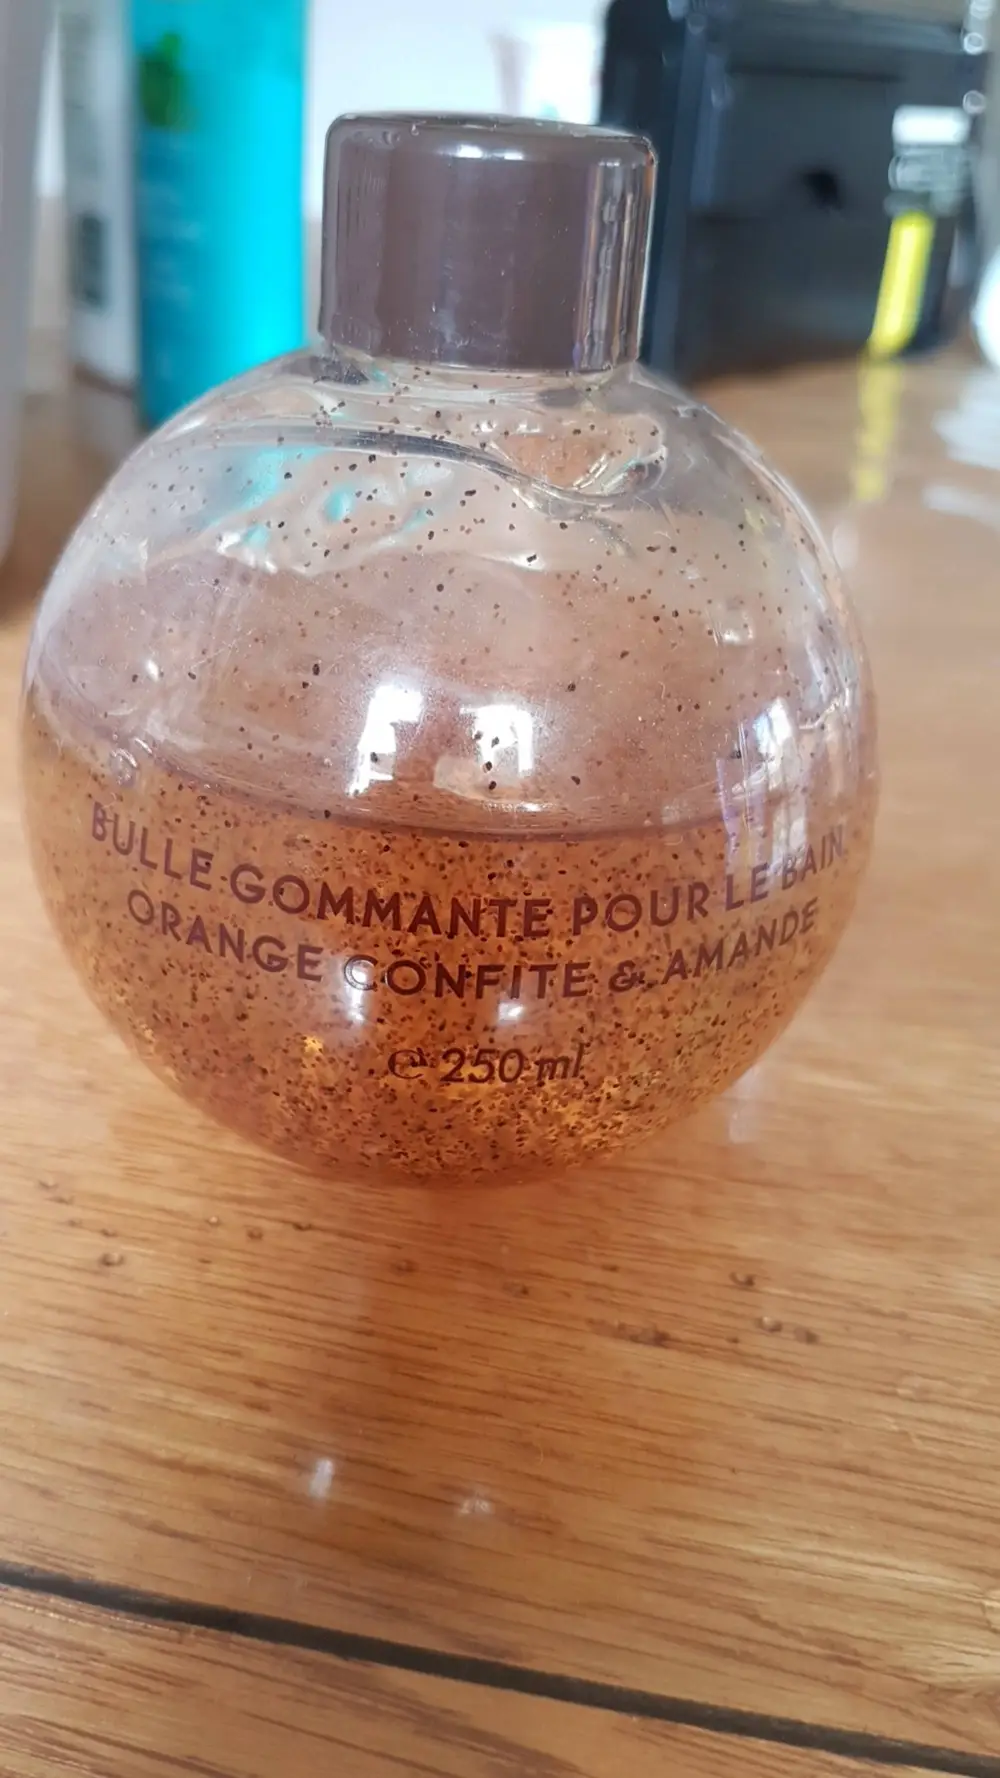 BULLE GOMMANTE POUR LE BAIN
ORANGE CONFITE & AMANDE
℮ 250 ml